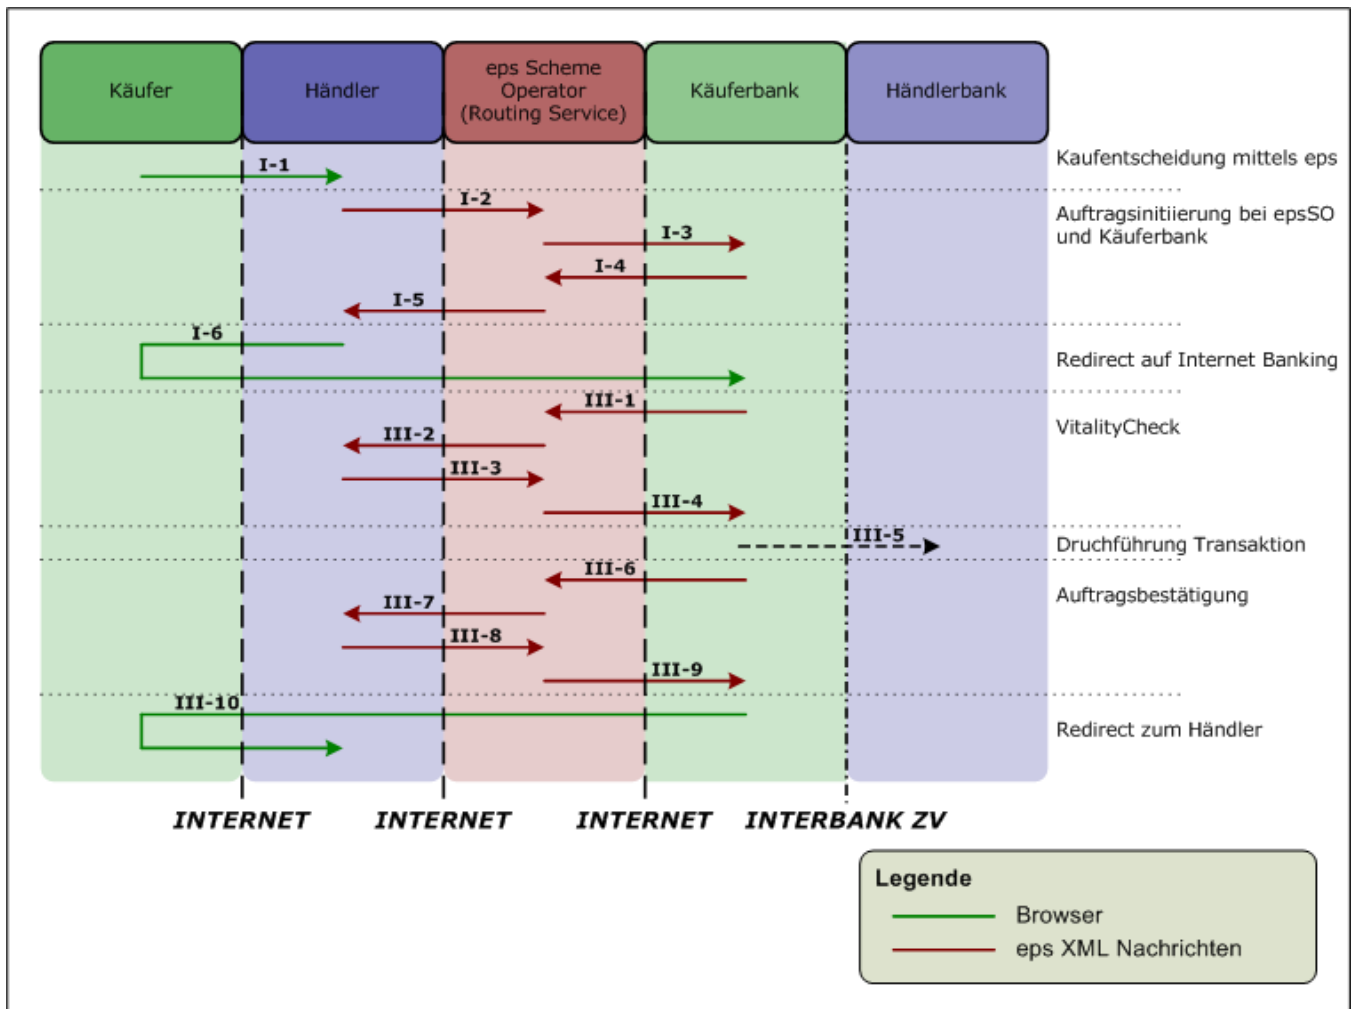 Käufer
Händler
eps Scheme
Operator
(Routing Service)
Käuferbank
Händlerbank
I-1
Kaufentscheidung mittels eps
I-2
Auftragsinitiierung bei epsSO
und Käuferbank
I-3
I-4
I-5
I-6
Redirect auf Internet Banking
III-1
VitalityCheck
III-2
III-3
III-4
III-5
Druchführung Transaktion
III-6
Auftragsbestätigung
III-7
III-8
III-9
III-10
Redirect zum Händler
INTERNET
INTERNET
INTERNET
INTERBANK ZV
Legende
Browser
eps XML Nachrichten